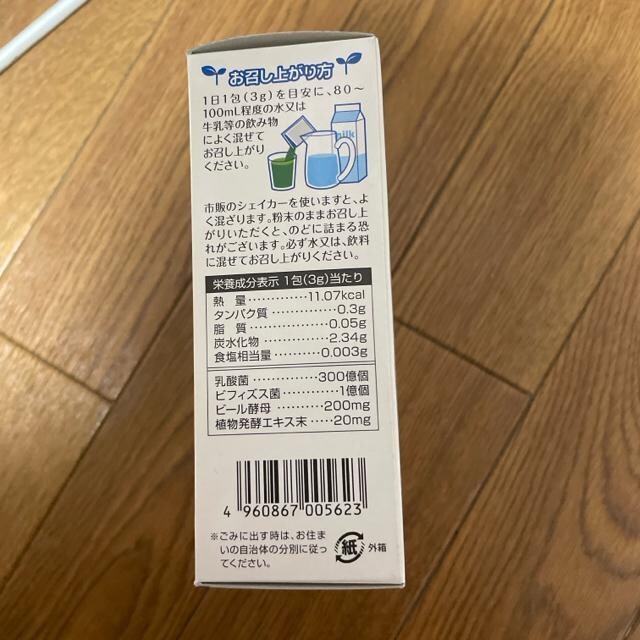 お召し上がり方
1日1包(3g)を目安に、80〜
100mL程度の水又は
牛乳等の飲み物
によく混ぜて
お召し上がり
ください。
milk
市販のシェイカーを使いますと、よ
く混ざります。粉末のままお召し上
がりいただくと、のどに詰まる恐
れがございます。必ず水又は、飲料
に混ぜてお召し上がりください。
栄養成分表示 1包(3g)当たり
熱量…………11.07kcal
タンパク質…………0.3g
脂質…………0.05g
炭水化物…………2.34g
食塩相当量…………0.003g
乳酸菌…………300億個
ビフィズス菌…………1億個
ビール酵母…………200mg
植物発酵エキス末……20mg
4 960867 005623
※ごみに出す時は、お住ま
いの自治体の分別に従っ
てください。
紙 外箱